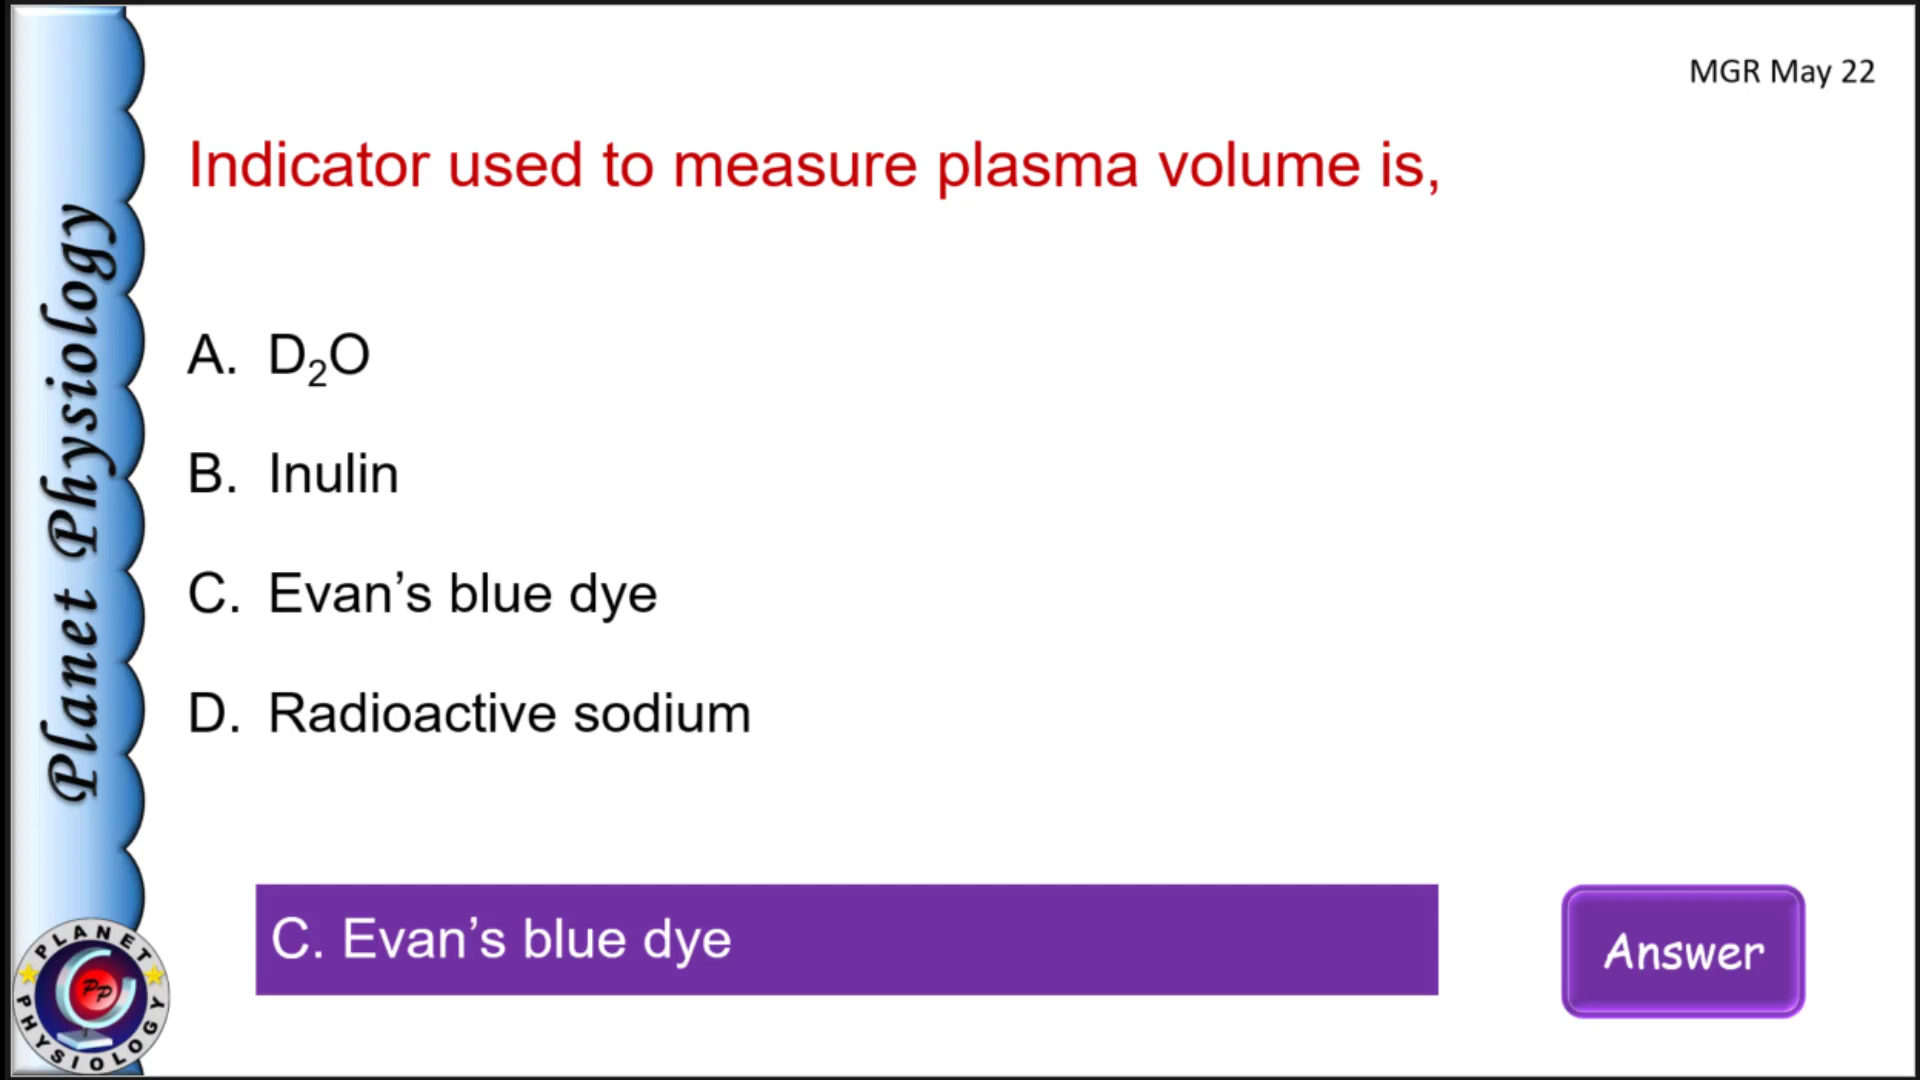 MGR May 22
Indicator used to measure plasma volume is,
A. D₂O
B. Inulin
C. Evan’s blue dye
D. Radioactive sodium
C. Evan’s blue dye
Answer
Planet Physiology
PLANET
PP
PHYSIOLOGY